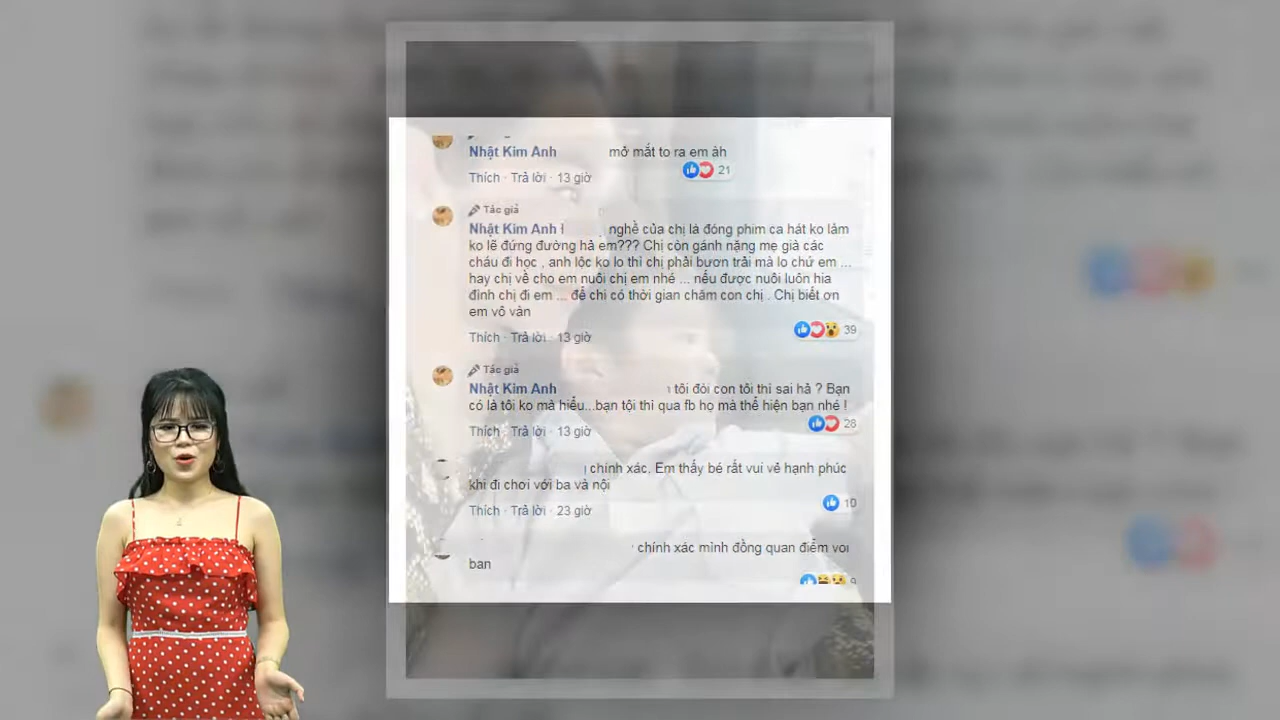 Nhật Kim Anh mở mắt to ra em àh
21
Thích · Trả lời · 13 giờ
Tác giả
Nhật Kim Anh nghề của chị là đóng phim ca hát ko làm
ko lẽ đứng đường hả em??? Chị còn gánh nặng mẹ già các
cháu đi học , anh lộc ko lo thì chị phải bươn trải mà lo chứ em ...
hay chị về cho em nuôi chị em nhé ... nếu được nuôi luôn hia
đình chị đi em ... để chị có thời gian chăm con chị . Chị biết ơn
em vô vàn
39
Thích · Trả lời · 13 giờ
Tác giả
Nhật Kim Anh tôi đòi con tôi thì sai hả ? Bạn
có là tôi ko mà hiểu...bạn tội thì qua fb họ mà thể hiện bạn nhé !
28
Thích · Trả lời · 13 giờ
chính xác. Em thấy bé rất vui vẻ hạnh phúc
khi đi chơi với ba và nội
10
Thích · Trả lời · 23 giờ
chính xác mình đồng quan điểm voi
ban
9